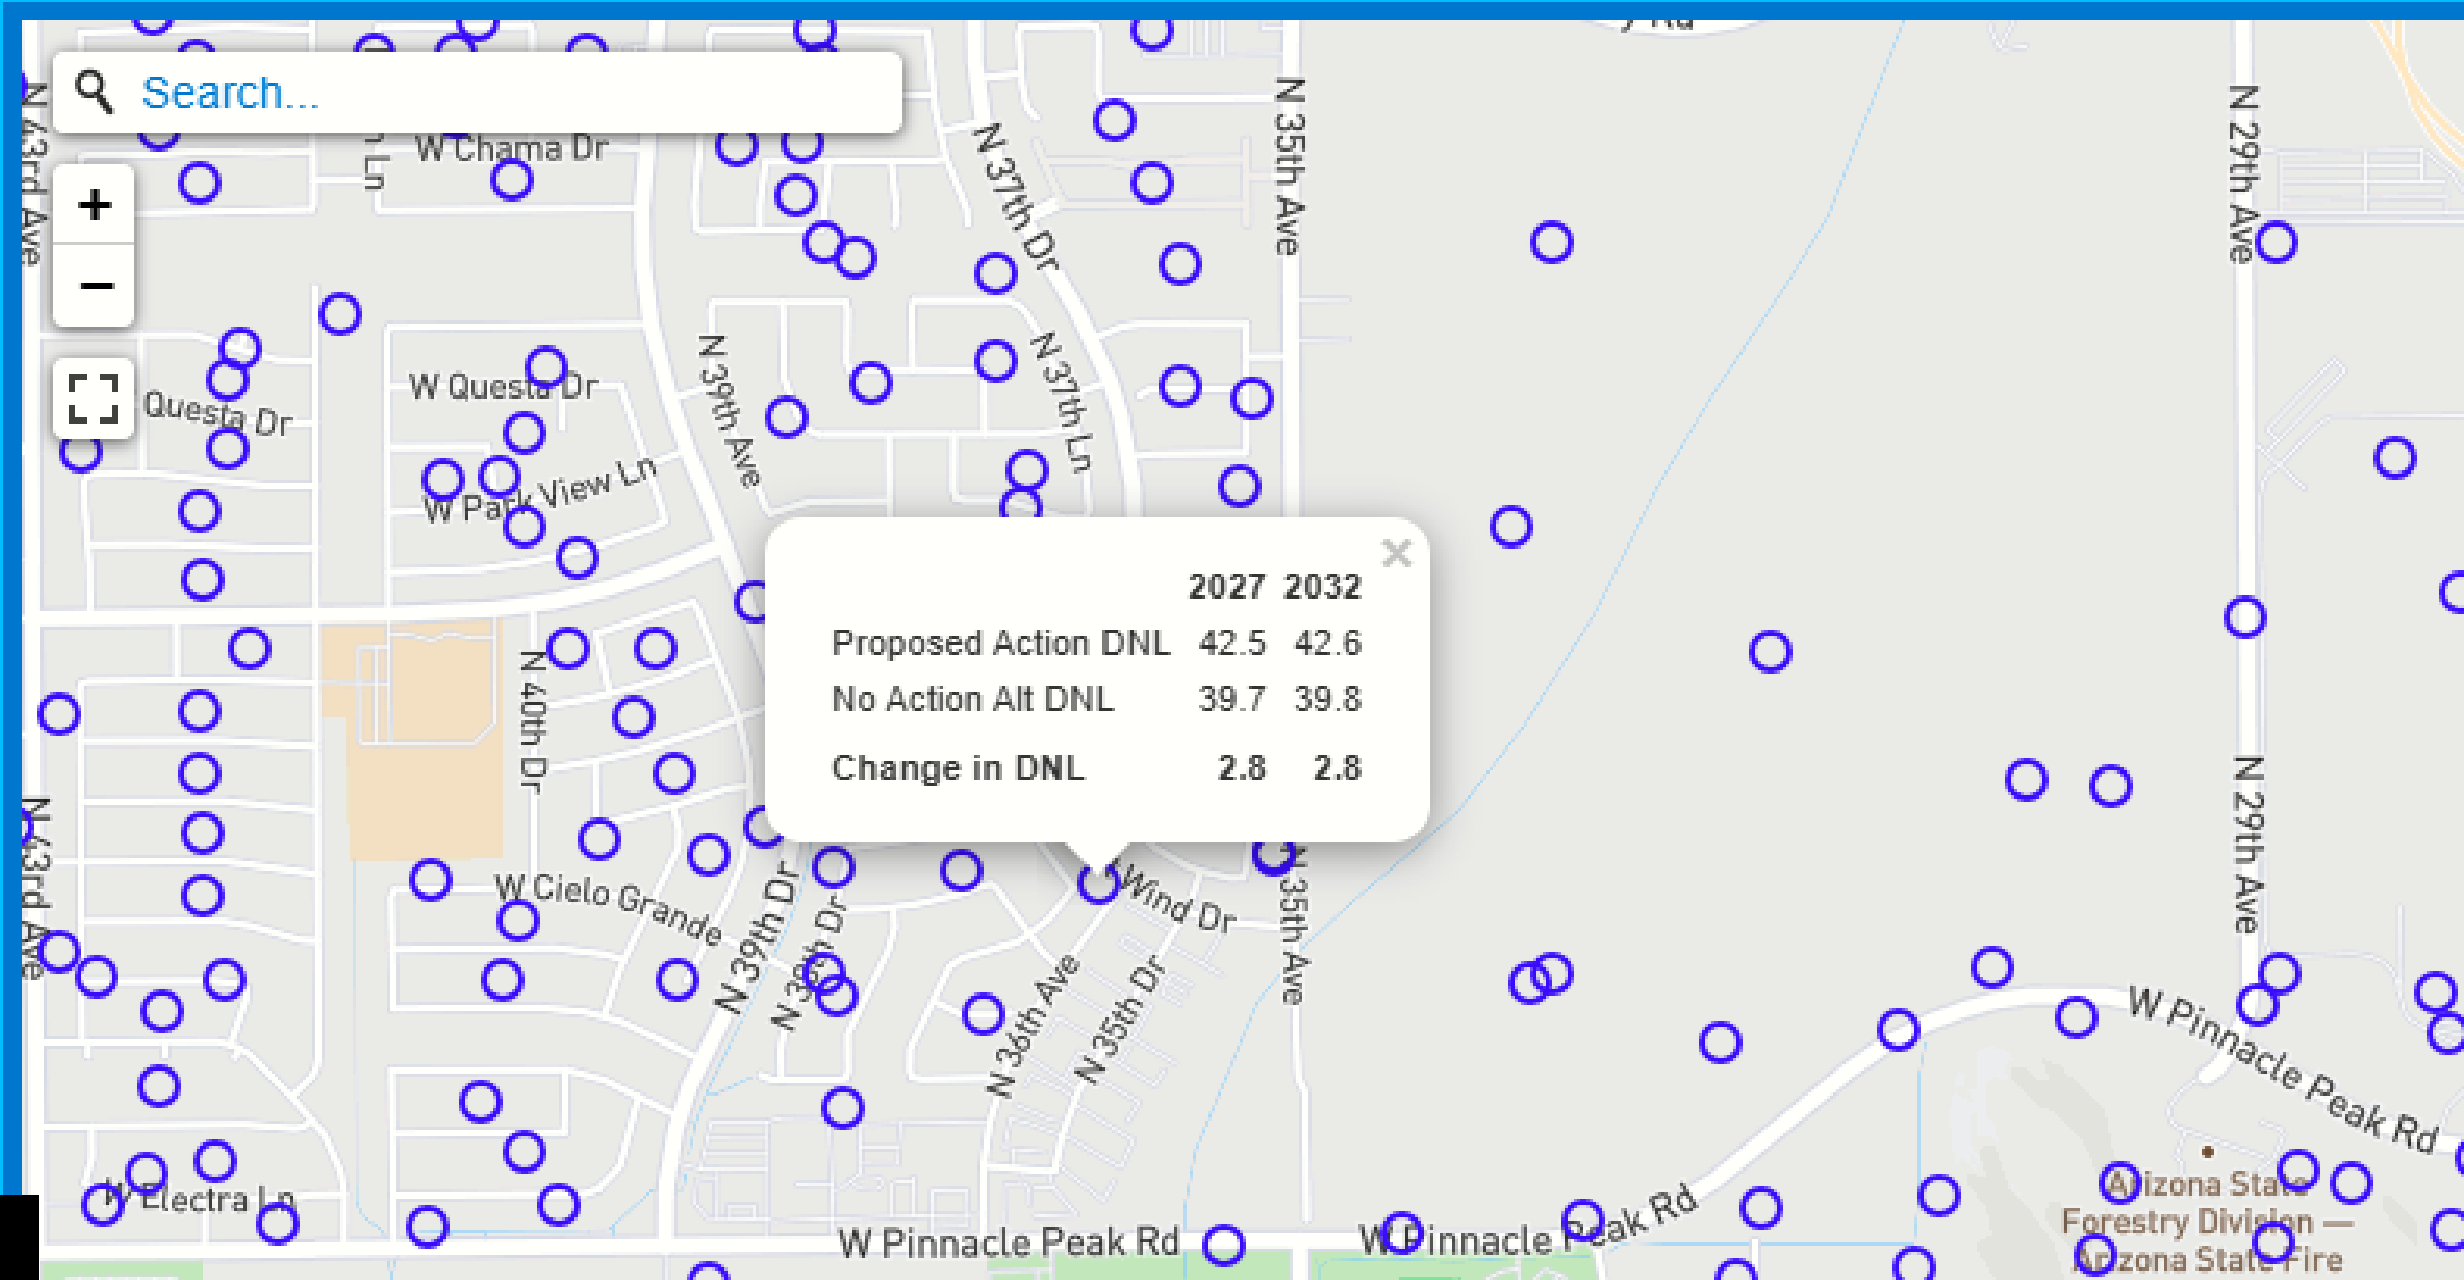 Search...
N 43rd Ave
W Chama Dr
Ln
N 37th Dr
N 35th Ave
N 29th Ave
+
−
W Questa Dr
Questa Dr
N 39th Ave
N 37th Ln
W Park View Ln
×
2027 2032
Proposed Action DNL 42.5 42.6
No Action Alt DNL 39.7 39.8
Change in DNL 2.8 2.8
N 40th Dr
N 43rd Ave
N 29th Ave
W Cielo Grande
N 39th Dr
N 38th Dr
Wind Dr
N 35th Ave
N 36th Ave
N 35th Dr
W Pinnacle Peak Rd
W Electra Ln
W Pinnacle Peak Rd
W Pinnacle Peak Rd
Arizona State
Forestry Division —
Arizona State Fire